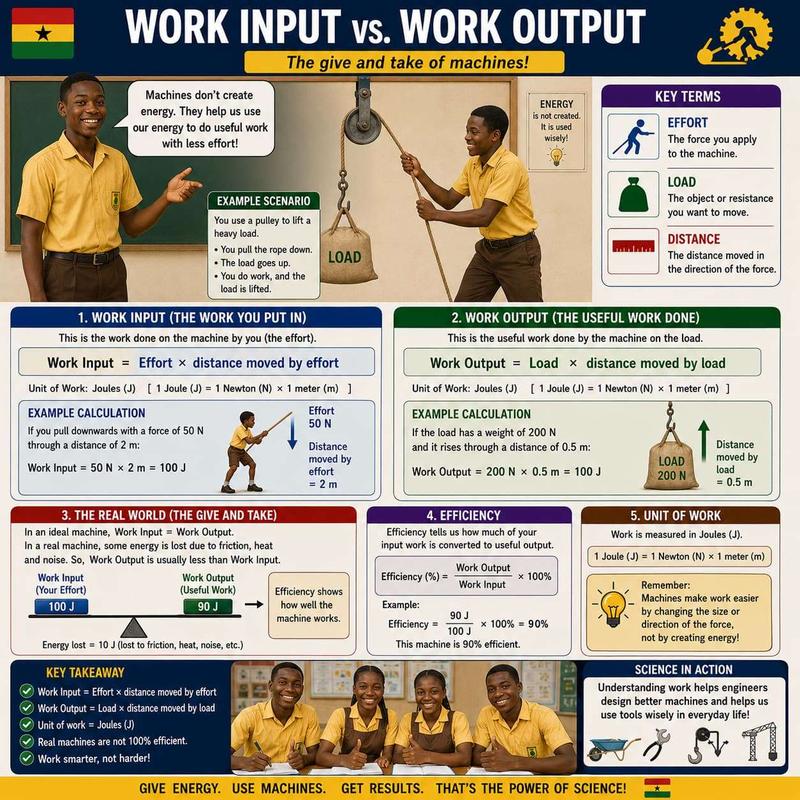 WORK INPUT vs. WORK OUTPUT
The give and take of machines!
Machines don't create
energy. They help us use
our energy to do useful work
with less effort!
EXAMPLE SCENARIO
You use a pulley to lift a
heavy load.
• You pull the rope down.
• The load goes up.
• You do work, and the
load is lifted.
LOAD
ENERGY
is not created.
It is used
wisely!
KEY TERMS
EFFORT
The force you apply
to the machine.
LOAD
The object or resistance
you want to move.
DISTANCE
The distance moved in
the direction of the force.
1. WORK INPUT (THE WORK YOU PUT IN)
This is the work done on the machine by you (the effort).
Work Input = Effort × distance moved by effort
Unit of Work: Joules (J) [ 1 Joule (J) = 1 Newton (N) × 1 meter (m) ]
EXAMPLE CALCULATION
If you pull downwards with a force of 50 N
through a distance of 2 m:
Work Input = 50 N × 2 m = 100 J
Effort
50 N
Distance
moved by
effort
= 2 m
2. WORK OUTPUT (THE USEFUL WORK DONE)
This is the useful work done by the machine on the load.
Work Output = Load × distance moved by load
Unit of Work: Joules (J) [ 1 Joule (J) = 1 Newton (N) × 1 meter (m) ]
EXAMPLE CALCULATION
If the load has a weight of 200 N
and it rises through a distance of 0.5 m:
Work Output = 200 N × 0.5 m = 100 J
LOAD
200 N
Distance
moved by
load
= 0.5 m
3. THE REAL WORLD (THE GIVE AND TAKE)
In an ideal machine, Work Input = Work Output.
In a real machine, some energy is lost due to friction, heat
and noise. So, Work Output is usually less than Work Input.
Work Input
(Your Effort)
100 J
Work Output
(Useful Work)
90 J
Efficiency shows
how well the
machine works.
Energy lost = 10 J (lost to friction, heat, noise, etc.)
4. EFFICIENCY
Efficiency tells us how much of your
input work is converted to useful output.
Efficiency (%) = Work Output / Work Input × 100%
Example:
Efficiency = 90 J / 100 J × 100% = 90%
This machine is 90% efficient.
5. UNIT OF WORK
Work is measured in Joules (J).
1 Joule (J) = 1 Newton (N) × 1 meter (m)
Remember:
Machines make work easier
by changing the size or
direction of the force,
not by creating energy!
KEY TAKEAWAY
Work Input = Effort × distance moved by effort
Work Output = Load × distance moved by load
Unit of work = Joules (J)
Real machines are not 100% efficient.
Work smarter, not harder!
SCIENCE IN ACTION
Understanding work helps engineers
design better machines and helps us
use tools wisely in everyday life!
GIVE ENERGY. USE MACHINES. GET RESULTS. THAT'S THE POWER OF SCIENCE!